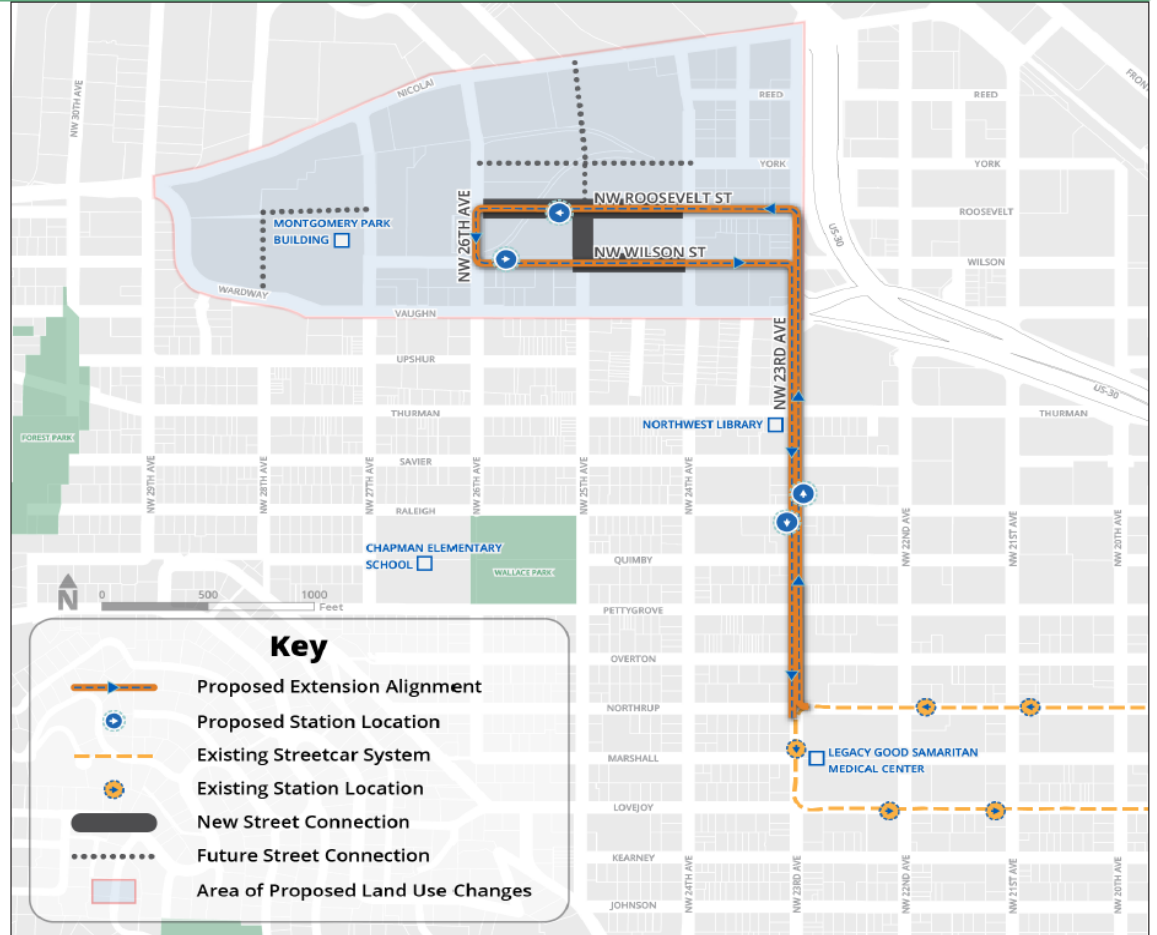 FRON
NICOLAI
REED
REED
NW 30TH AVE
YORK
YORK
NW ROOSEVELT ST
ROOSEVELT
MONTGOMERY PARK
BUILDING
NW 26TH AVE
US-30
NW WILSON ST
WILSON
WARDWAY
VAUGHN
NW 23RD AVE
UPSHUR
US-30
THURMAN
THURMAN
NORTHWEST LIBRARY
FOREST PARK
SAVIER
NW 29TH AVE
NW 28TH AVE
NW 27TH AVE
NW 26TH AVE
NW 25TH AVE
NW 24TH AVE
RALEIGH
NW 22ND AVE
NW 21ST AVE
NW 20TH AVE
CHAPMAN ELEMENTARY
SCHOOL
QUIMBY
WALLACE PARK
N
0 500 1000
Feet
PETTYGROVE
Key
OVERTON
Proposed Extension Alignment
NORTHRUP
Proposed Station Location
Existing Streetcar System
MARSHALL
LEGACY GOOD SAMARITAN
MEDICAL CENTER
Existing Station Location
LOVEJOY
New Street Connection
Future Street Connection
KEARNEY
Area of Proposed Land Use Changes
NW 24TH AVE
NW 23RD AVE
NW 22ND AVE
NW 21ST AVE
NW 20TH AVE
JOHNSON